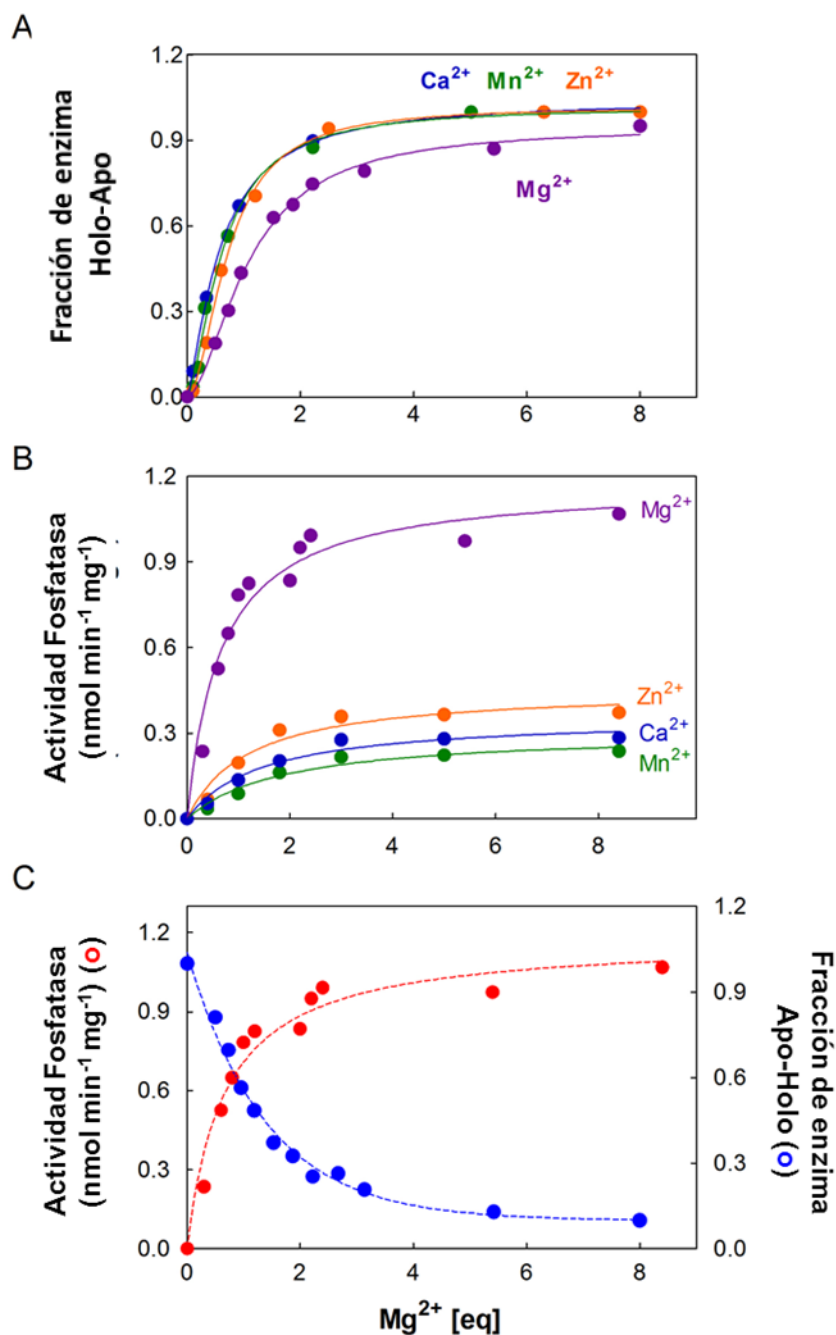 A
Fracción de enzima
Holo-Apo
1.2
0.9
0.6
0.3
0.0
Ca²⁺ Mn²⁺ Zn²⁺
Mg²⁺
0 2 4 6 8
B
Actividad Fosfatasa
(nmol min⁻¹ mg⁻¹)
1.2
0.9
0.6
0.3
0.0
Mg²⁺
Zn²⁺
Ca²⁺
Mn²⁺
0 2 4 6 8
C
Actividad Fosfatasa
(nmol min⁻¹ mg⁻¹) (o)
1.2
0.9
0.6
0.3
0.0
1.2
0.9
0.6
0.3
0.0
Fracción de enzima
Apo-Holo (o)
0 2 4 6 8
Mg²⁺ [eq]